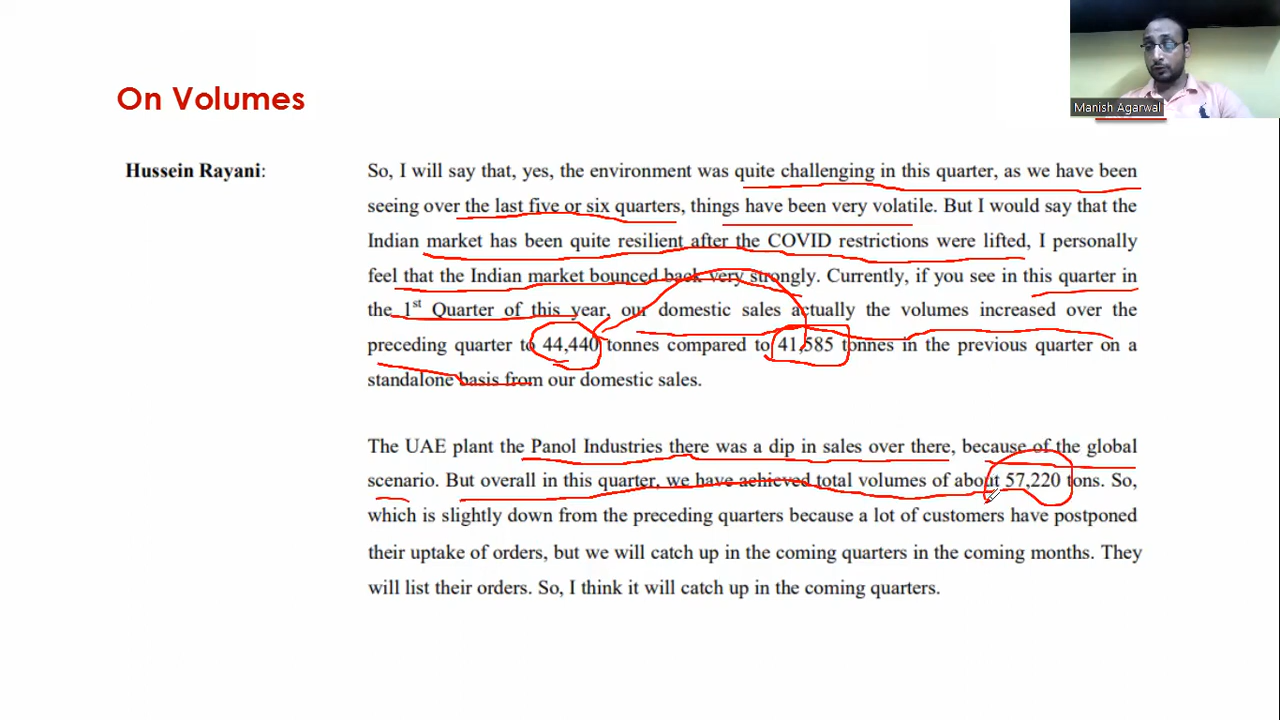 Manish Agarwal
On Volumes
Hussein Rayani:
So, I will say that, yes, the environment was quite challenging in this quarter, as we have been
seeing over the last five or six quarters, things have been very volatile. But I would say that the
Indian market has been quite resilient after the COVID restrictions were lifted, I personally
feel that the Indian market bounced back very strongly. Currently, if you see in this quarter in
the 1st Quarter of this year, our domestic sales actually the volumes increased over the
preceding quarter to 44,440 tonnes compared to 41,585 tonnes in the previous quarter on a
standalone basis from our domestic sales.
The UAE plant the Panol Industries there was a dip in sales over there, because of the global
scenario. But overall in this quarter, we have achieved total volumes of about 57,220 tons. So,
which is slightly down from the preceding quarters because a lot of customers have postponed
their uptake of orders, but we will catch up in the coming quarters in the coming months. They
will list their orders. So, I think it will catch up in the coming quarters.